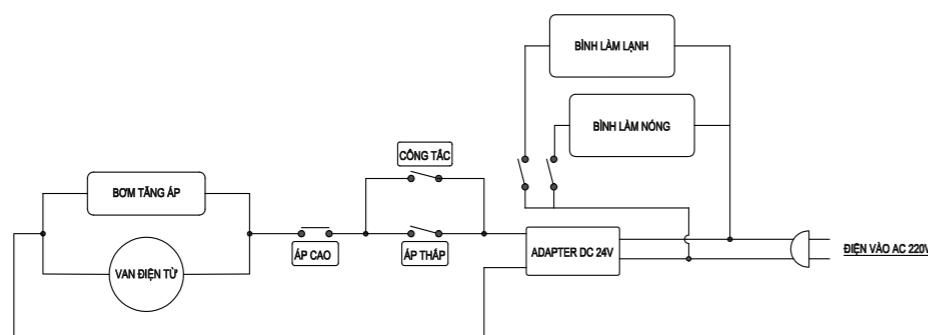 BÌNH LÀM LẠNH
BÌNH LÀM NÓNG
CÔNG TẮC
BƠM TĂNG ÁP
ÁP CAO
ÁP THẤP
ADAPTER DC 24V
ĐIỆN VÀO AC 220V
VAN ĐIỆN TỪ